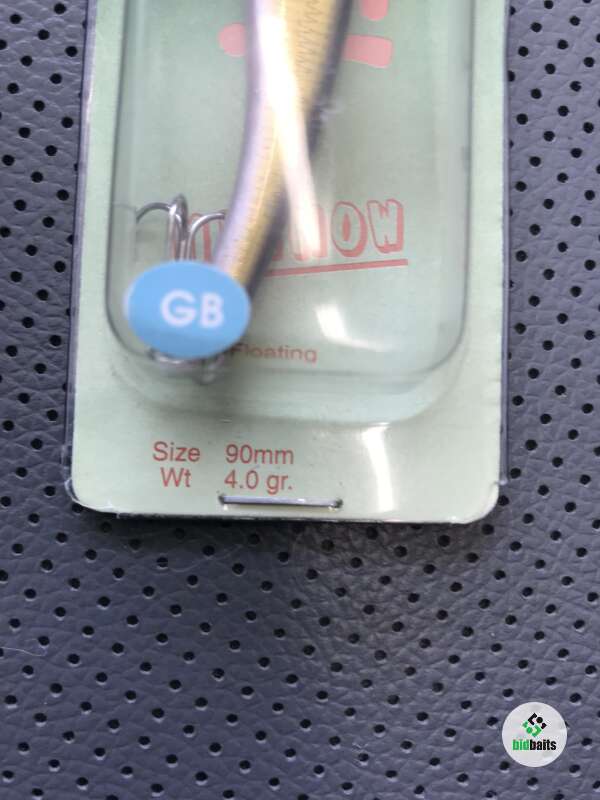 GB
Floating
Size 90mm
Wt 4.0 gr.
bidbaits